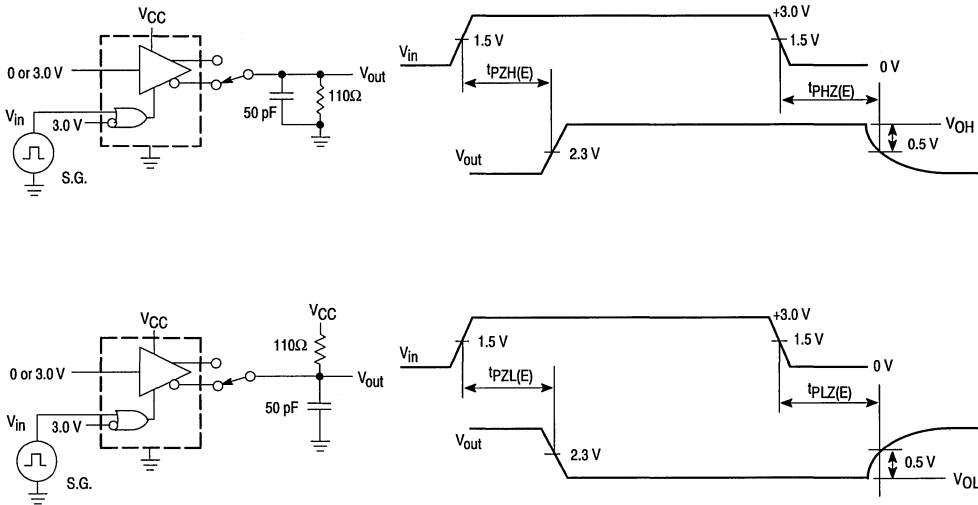 VCC
0 or 3.0 V
Vin
3.0 V
S.G.
50 pF
110Ω
Vout
Vin
1.5 V
+3.0 V
1.5 V
0 V
tPZH(E)
tPHZ(E)
Vout
2.3 V
VOH
0.5 V
VCC
0 or 3.0 V
Vin
3.0 V
S.G.
VCC
110Ω
Vout
50 pF
Vin
1.5 V
+3.0 V
1.5 V
0 V
tPZL(E)
tPLZ(E)
Vout
2.3 V
0.5 V
VOL